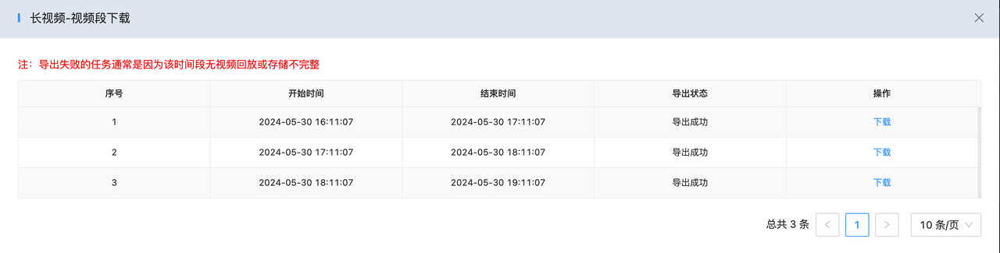 长视频-视频段下载
注：导出失败的任务通常是因为该时间段无视频回放或存储不完整
序号 开始时间 结束时间 导出状态 操作
1 2024-05-30 16:11:07 2024-05-30 17:11:07 导出成功 下载
2 2024-05-30 17:11:07 2024-05-30 18:11:07 导出成功 下载
3 2024-05-30 18:11:07 2024-05-30 19:11:07 导出成功 下载
总共 3 条 1 10 条/页